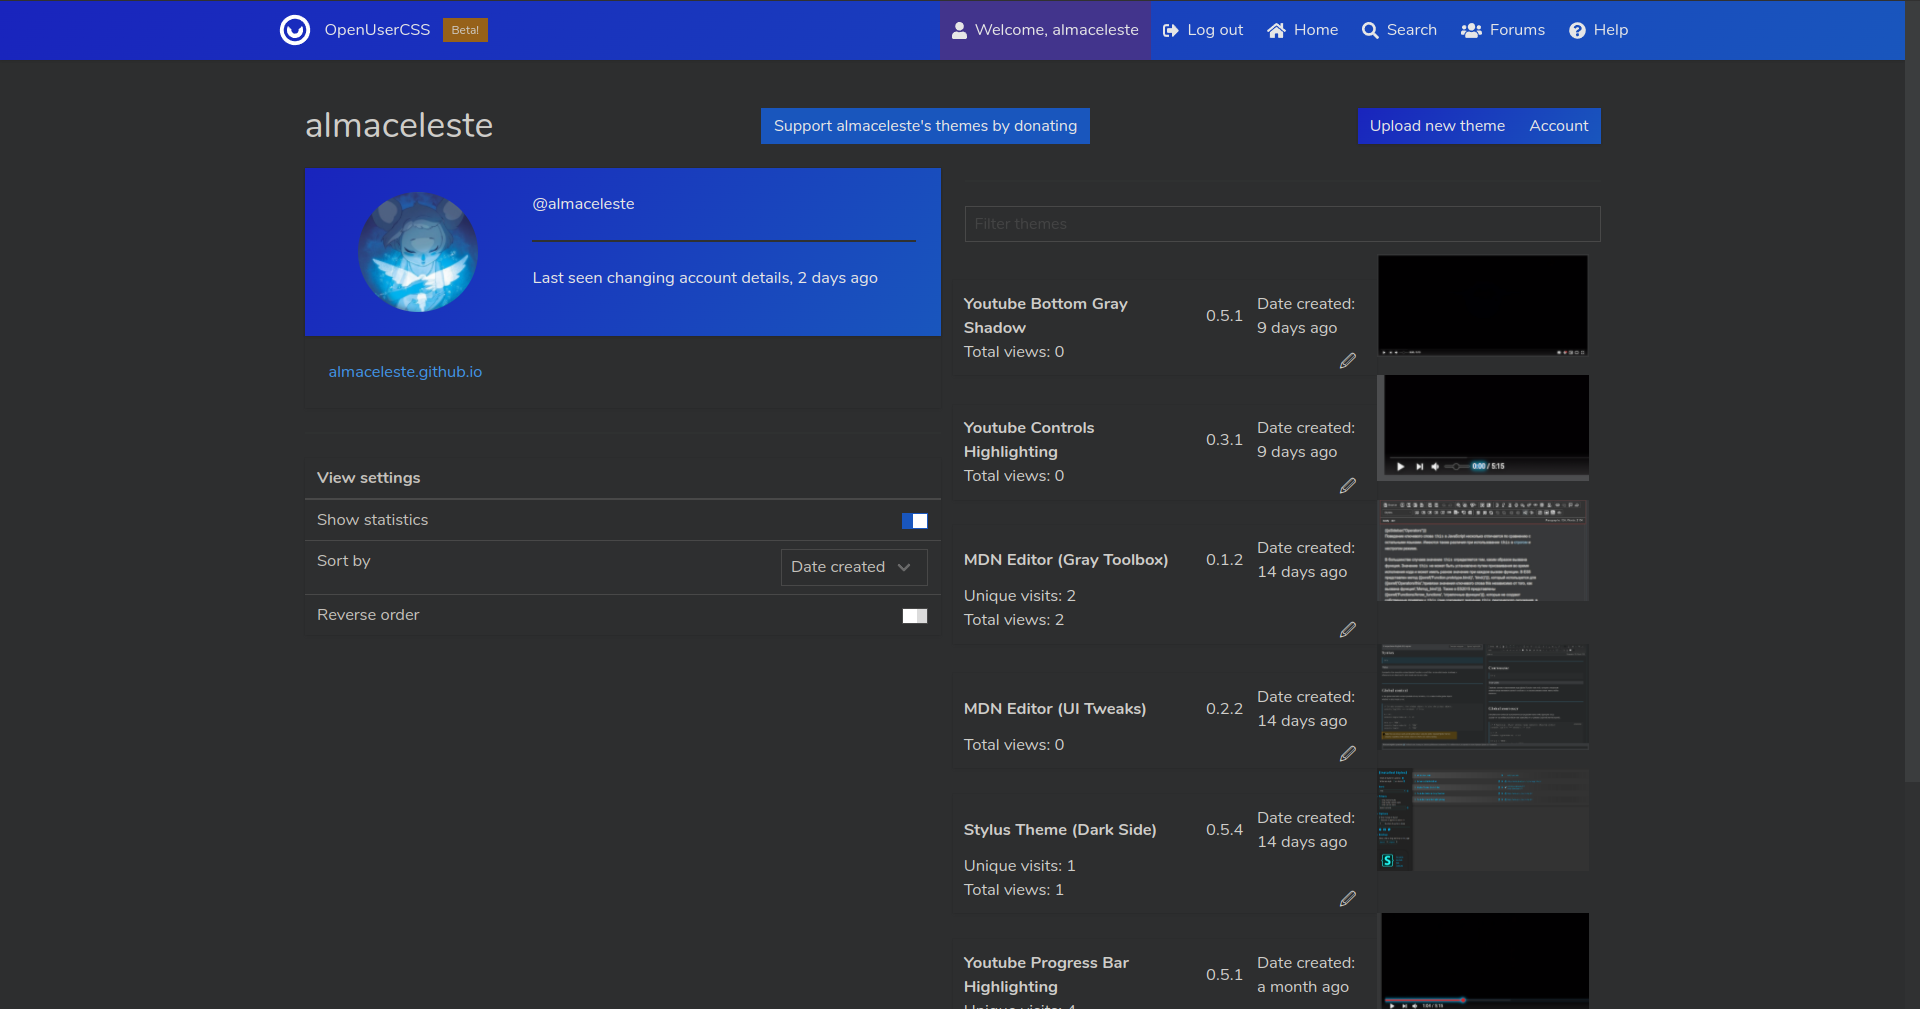 OpenUserCSS Beta!
Welcome, almaceleste Log out Home Search Forums Help
almaceleste
Support almaceleste's themes by donating
Upload new theme Account
@almaceleste
Last seen changing account details, 2 days ago
almaceleste.github.io
View settings
Show statistics
Sort by Date created
Reverse order
Filter themes
Youtube Bottom Gray
Shadow
Total views: 0
0.5.1
Date created:
9 days ago
Youtube Controls
Highlighting
Total views: 0
0.3.1
Date created:
9 days ago
0:00 / 5:15
MDN Editor (Gray Toolbox)
Unique visits: 2
Total views: 2
0.1.2
Date created:
14 days ago
MDN Editor (UI Tweaks)
Total views: 0
0.2.2
Date created:
14 days ago
Stylus Theme (Dark Side)
Unique visits: 1
Total views: 1
0.5.4
Date created:
14 days ago
S
Youtube Progress Bar
Highlighting
0.5.1
Date created:
a month ago